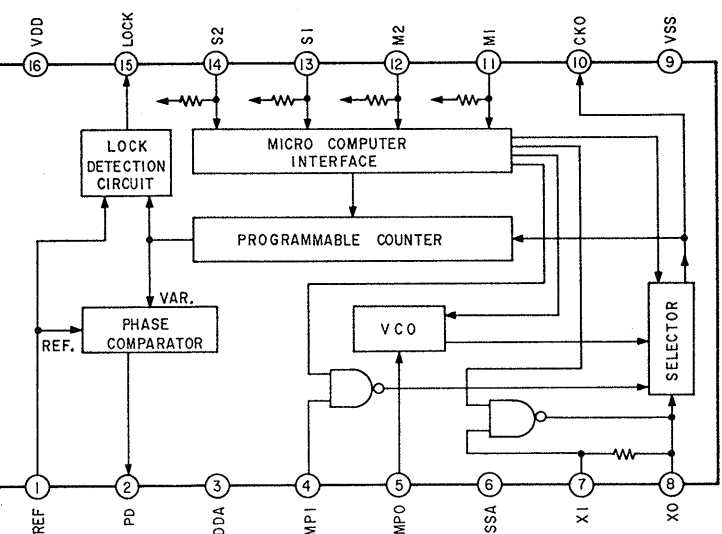 VDD
LOCK
S2
S1
M2
M1
CKO
VSS
16
15
14
13
12
11
10
9
LOCK
DETECTION
CIRCUIT
MICRO COMPUTER
INTERFACE
PROGRAMMABLE COUNTER
VAR.
PHASE
COMPARATOR
REF.
VCO
SELECTOR
1
2
3
4
5
6
7
8
REF
PD
DDA
MPI
MPO
SSA
XI
XO